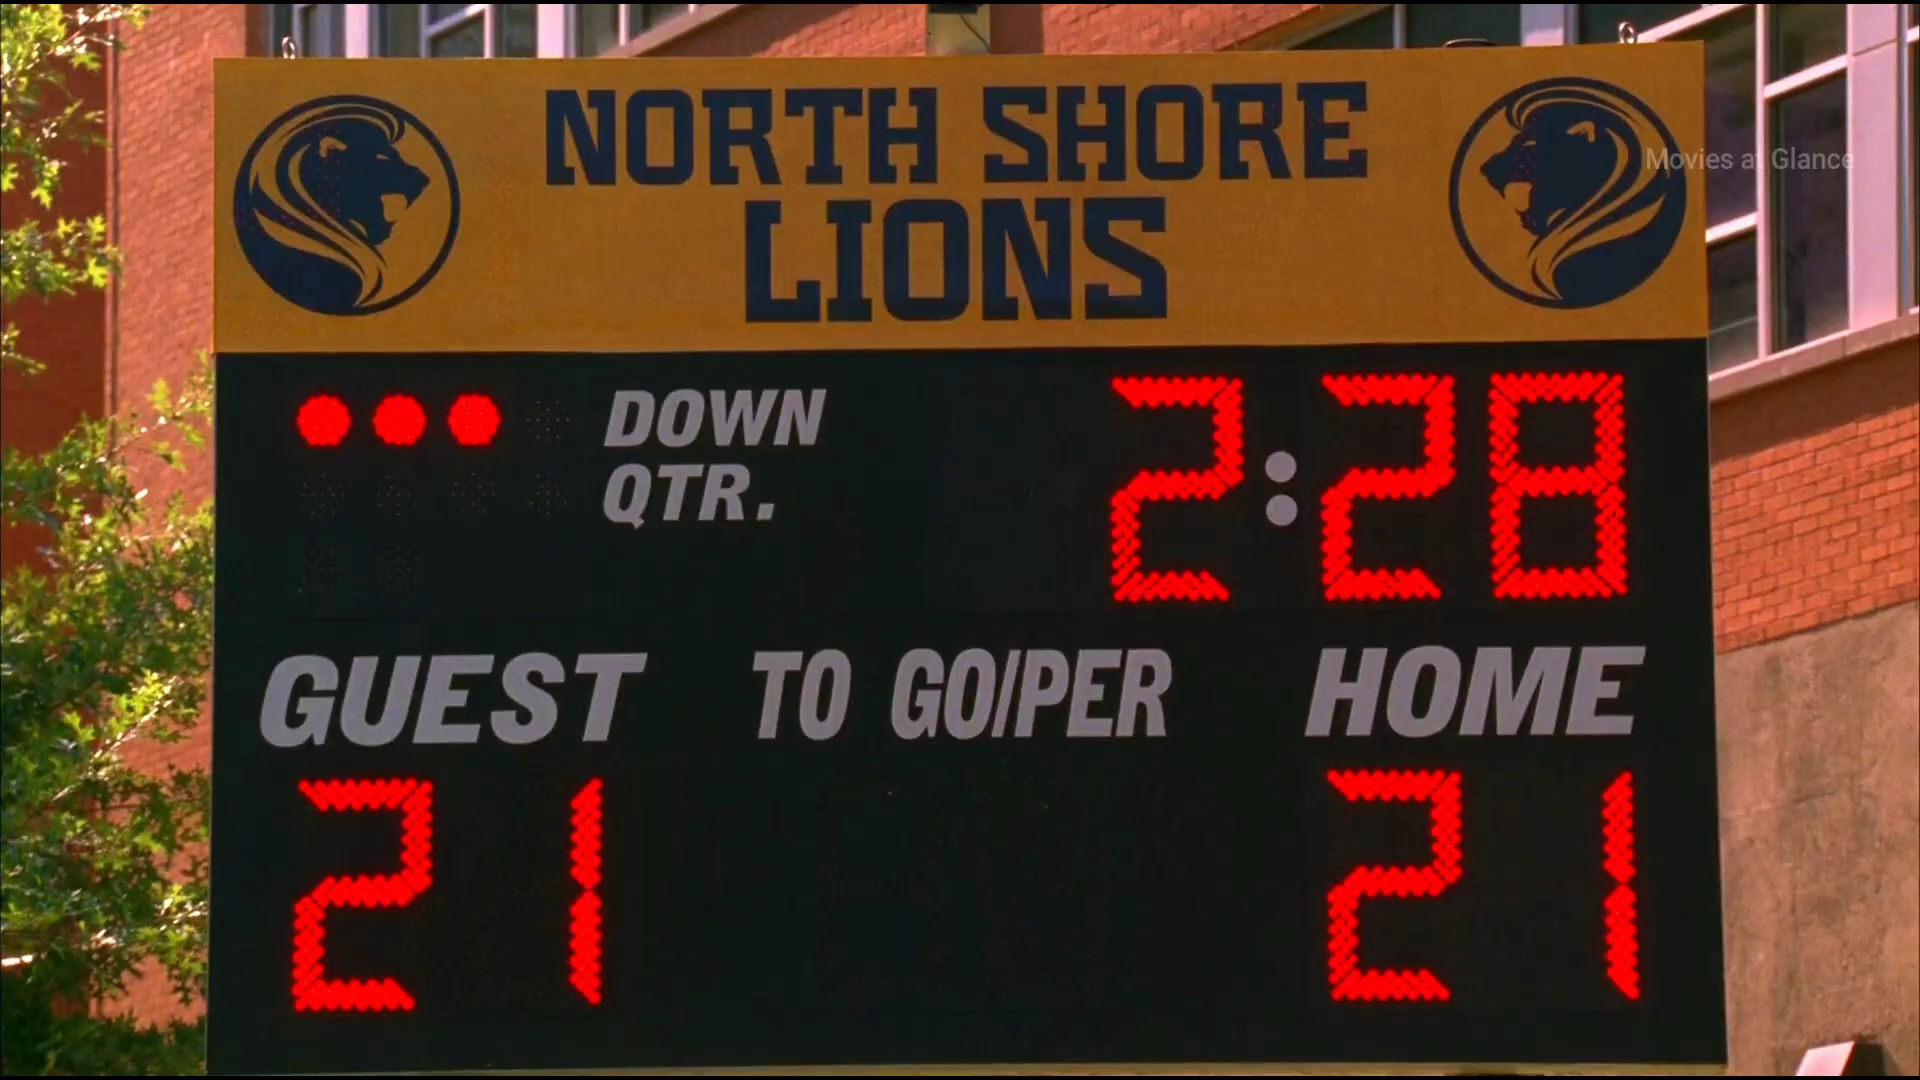 NORTH SHORE
LIONS
Movies at Glance
DOWN
QTR.
2:28
GUEST TO GO/PER HOME
21 21